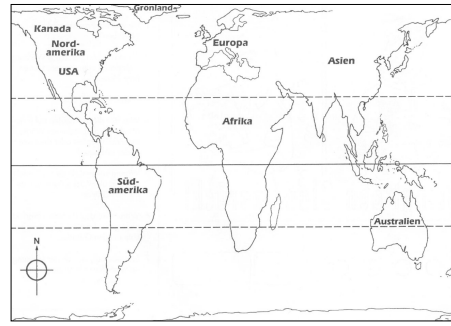 Grönland
Kanada
Nord-
amerika
USA
Europa
Asien
Afrika
Süd-
amerika
Australien
N